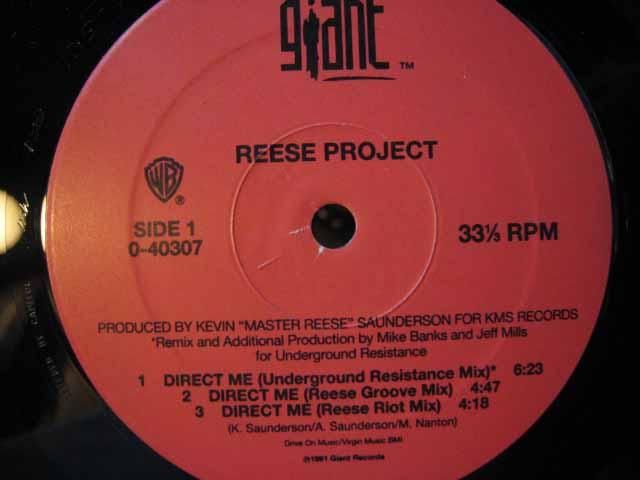 giant
TM
REESE PROJECT
WB
®
SIDE 1
0-40307
33⅓ RPM
PRODUCED BY KEVIN "MASTER REESE" SAUNDERSON FOR KMS RECORDS
*Remix and Additional Production by Mike Banks and Jeff Mills
for Underground Resistance
1 DIRECT ME (Underground Resistance Mix)* 6:23
2 DIRECT ME (Reese Groove Mix) 4:47
3 DIRECT ME (Reese Riot Mix) 4:18
(K. Saunderson/A. Saunderson/M. Nanton)
Drive On Music/Virgin Music BMI
℗1991 Giant Records